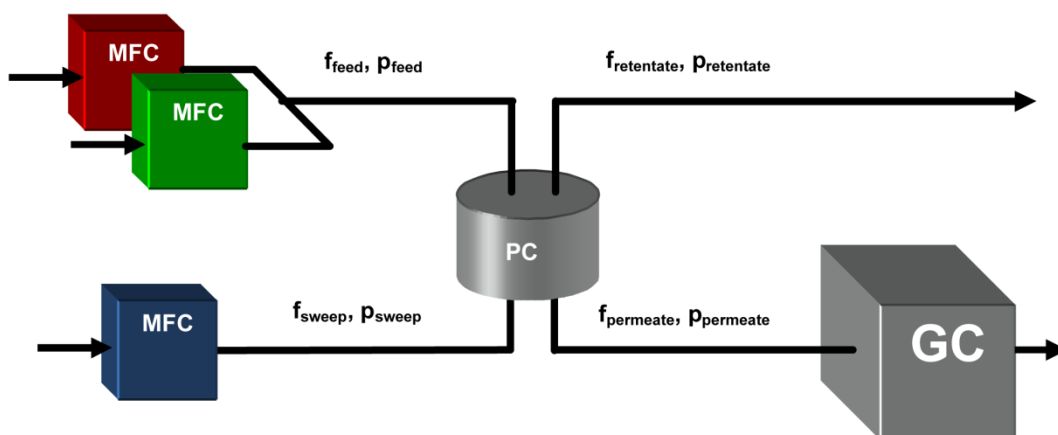 MFC
MFC
f_feed, p_feed
f_retentate, p_retentate
PC
MFC
f_sweep, p_sweep
f_permeate, p_permeate
GC